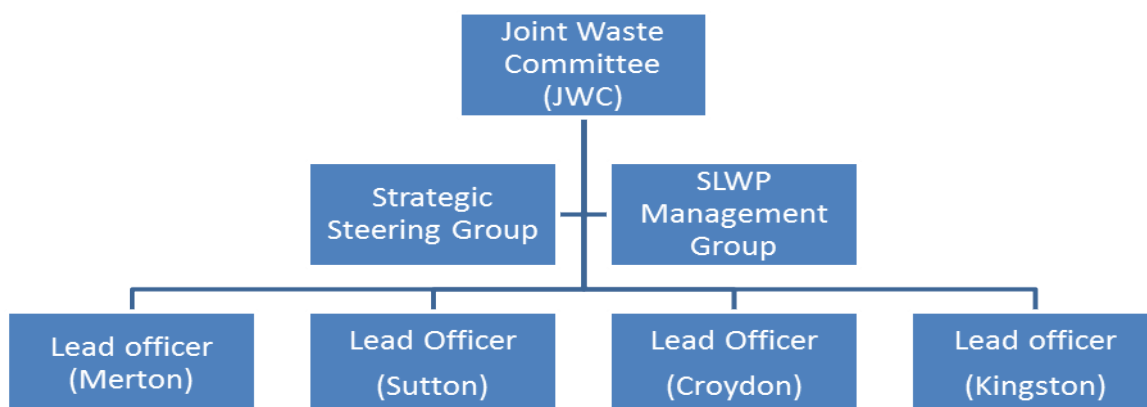 Joint Waste
Committee
(JWC)
Strategic
Steering Group
SLWP
Management
Group
Lead officer
(Merton)
Lead Officer
(Sutton)
Lead Officer
(Croydon)
Lead officer
(Kingston)